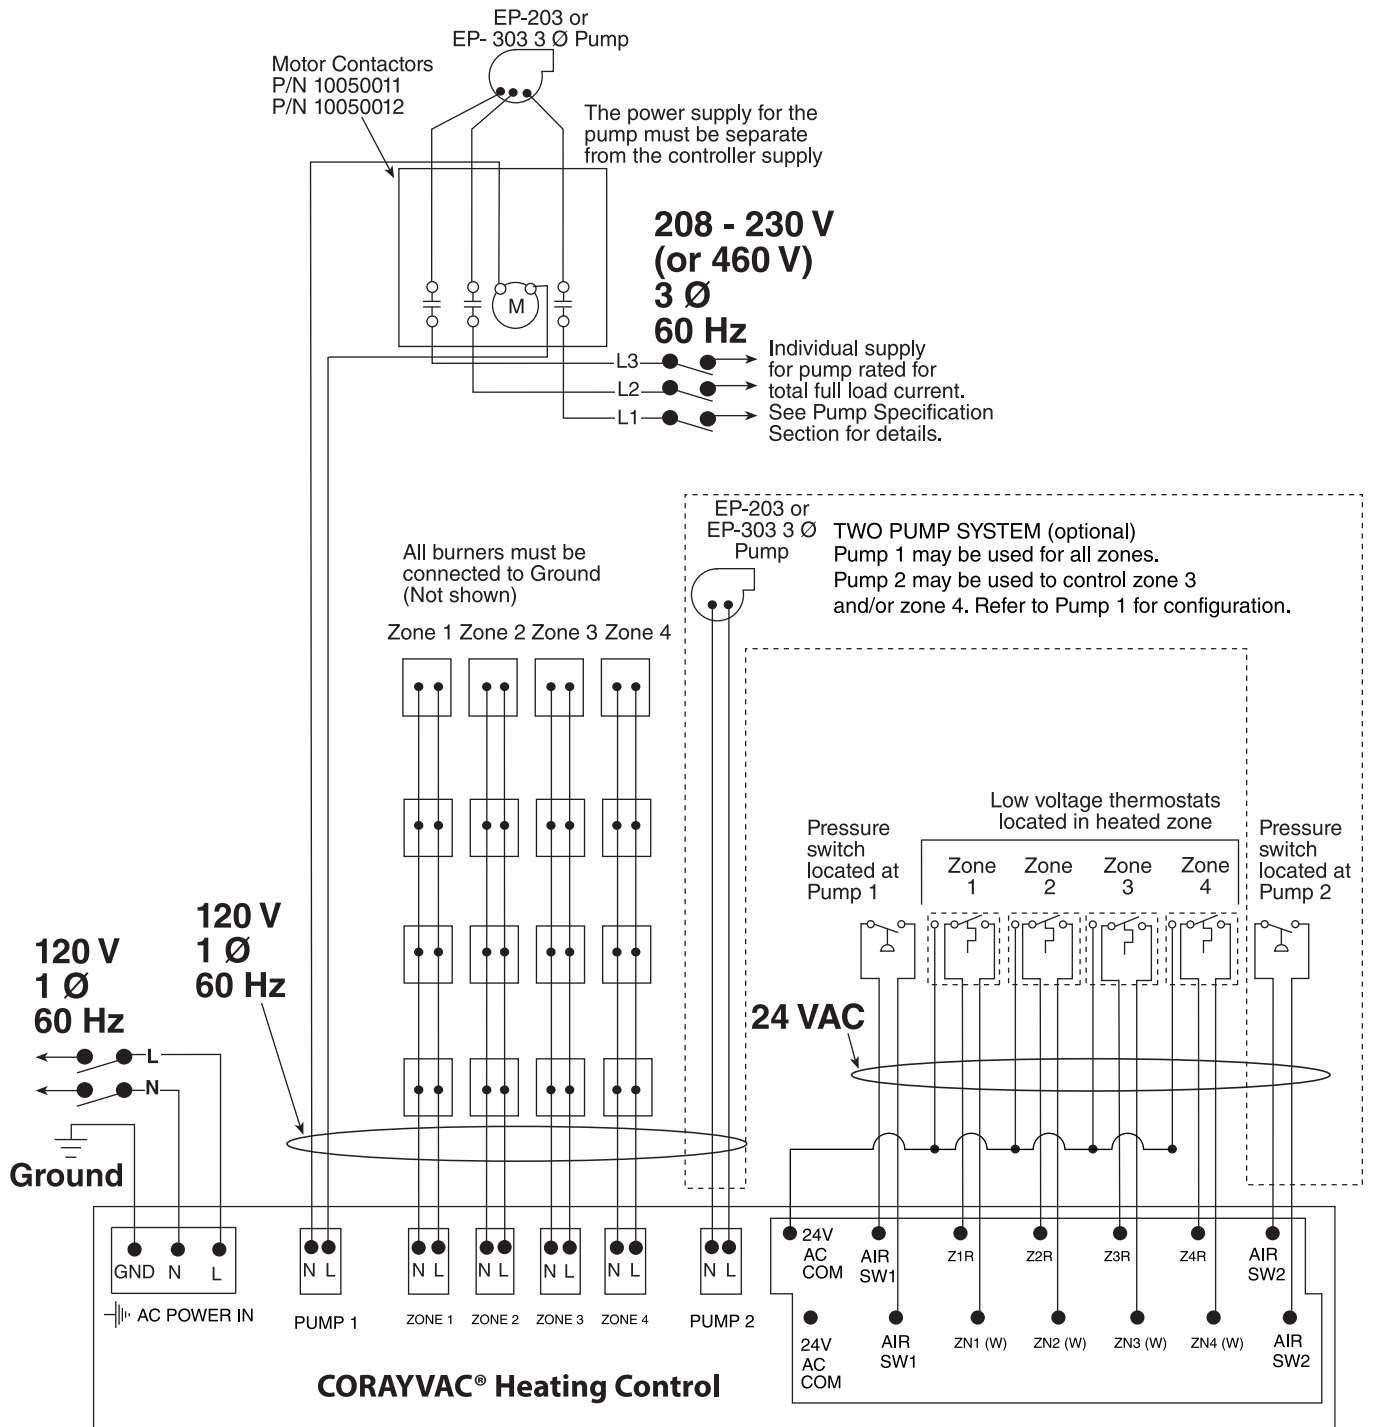 EP-203 or
EP- 303 3 Ø Pump
Motor Contactors
P/N 10050011
P/N 10050012
The power supply for the
pump must be separate
from the controller supply
208 - 230 V
(or 460 V)
3 Ø
60 Hz
M
L3
L2
L1
Individual supply
for pump rated for
total full load current.
See Pump Specification
Section for details.
EP-203 or
EP-303 3 Ø
Pump
TWO PUMP SYSTEM (optional)
Pump 1 may be used for all zones.
Pump 2 may be used to control zone 3
and/or zone 4. Refer to Pump 1 for configuration.
All burners must be
connected to Ground
(Not shown)
Zone 1 Zone 2 Zone 3 Zone 4
Low voltage thermostats
located in heated zone
Pressure
switch
located at
Pump 1
Zone
1
Zone
2
Zone
3
Zone
4
Pressure
switch
located at
Pump 2
120 V
1 Ø
60 Hz
120 V
1 Ø
60 Hz
24 VAC
L
N
Ground
GND N L
AC POWER IN
N L
PUMP 1
N L
ZONE 1
N L
ZONE 2
N L
ZONE 3
N L
ZONE 4
N L
PUMP 2
24V
AC
COM
AIR
SW1
Z1R
Z2R
Z3R
Z4R
AIR
SW2
24V
AC
COM
AIR
SW1
ZN1 (W)
ZN2 (W)
ZN3 (W)
ZN4 (W)
AIR
SW2
CORAYVAC® Heating Control